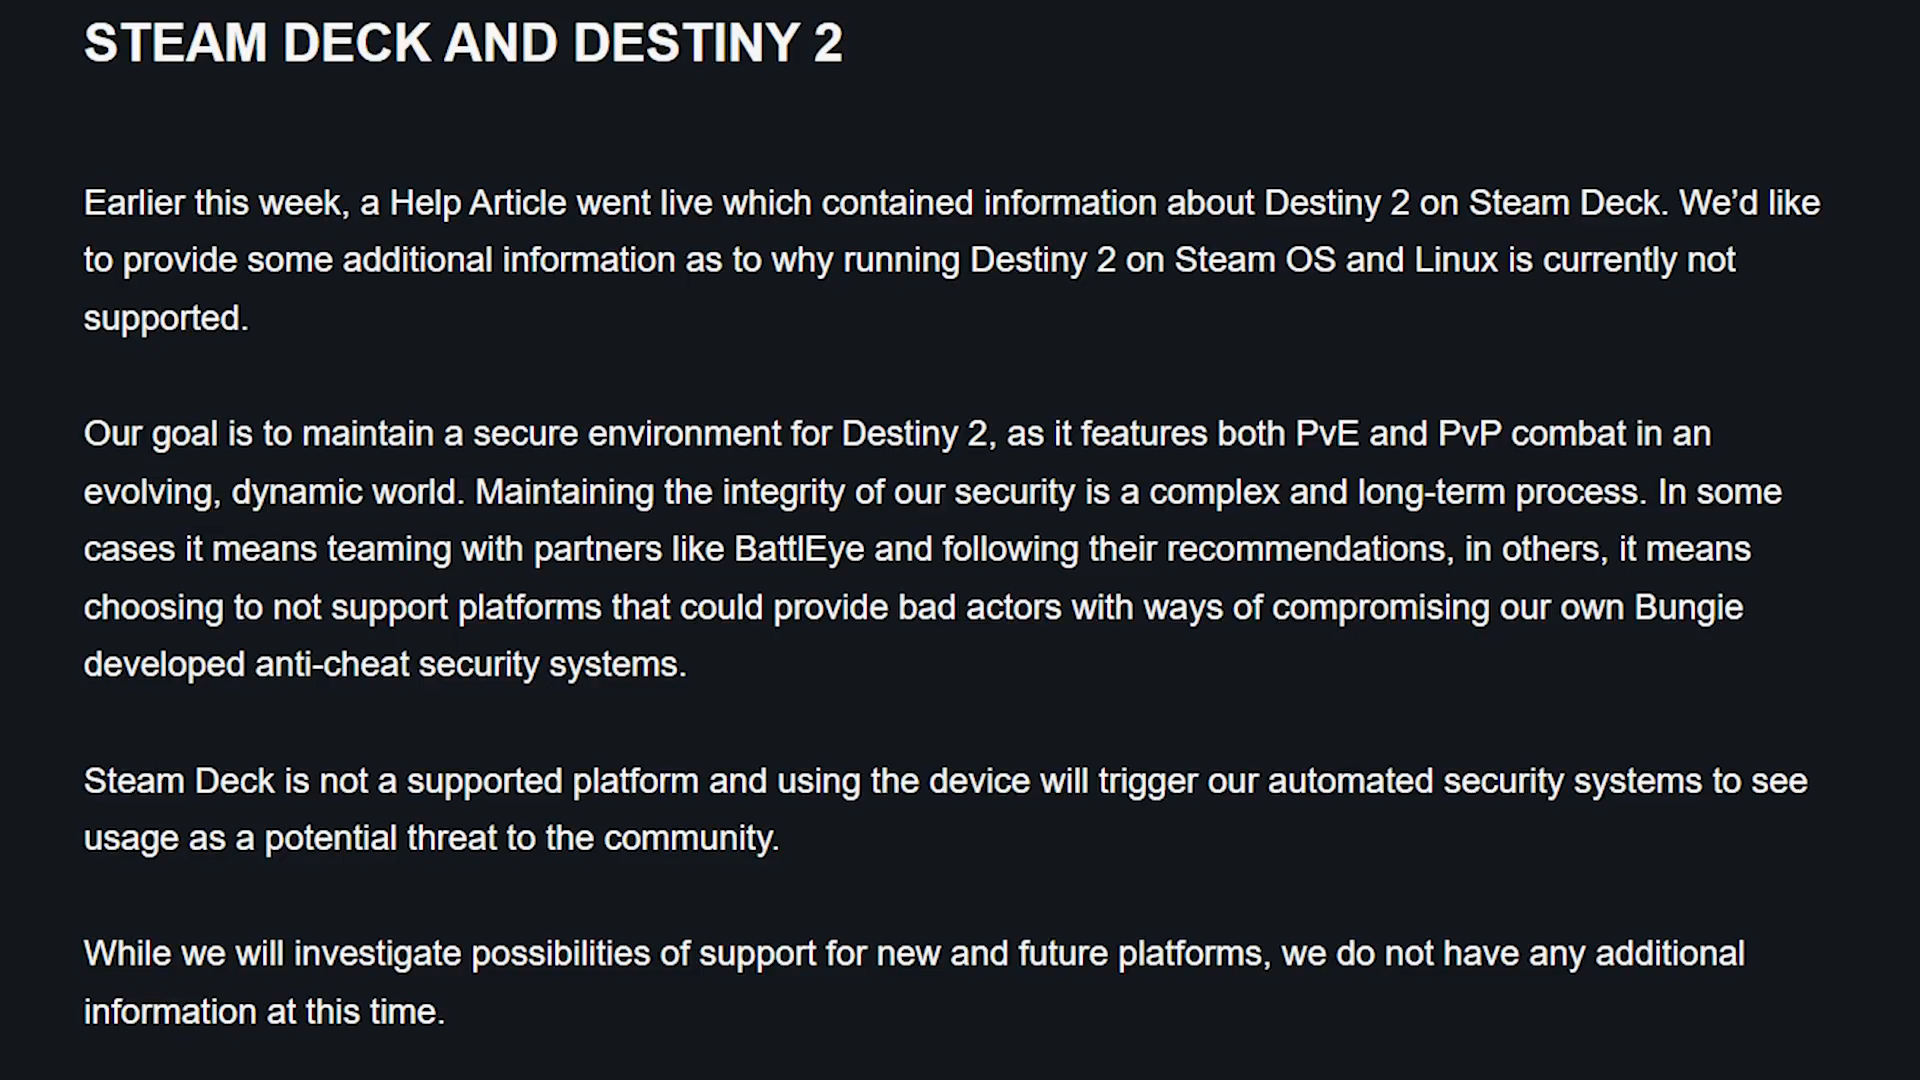 STEAM DECK AND DESTINY 2
Earlier this week, a Help Article went live which contained information about Destiny 2 on Steam Deck. We’d like
to provide some additional information as to why running Destiny 2 on Steam OS and Linux is currently not
supported.
Our goal is to maintain a secure environment for Destiny 2, as it features both PvE and PvP combat in an
evolving, dynamic world. Maintaining the integrity of our security is a complex and long-term process. In some
cases it means teaming with partners like BattlEye and following their recommendations, in others, it means
choosing to not support platforms that could provide bad actors with ways of compromising our own Bungie
developed anti-cheat security systems.
Steam Deck is not a supported platform and using the device will trigger our automated security systems to see
usage as a potential threat to the community.
While we will investigate possibilities of support for new and future platforms, we do not have any additional
information at this time.